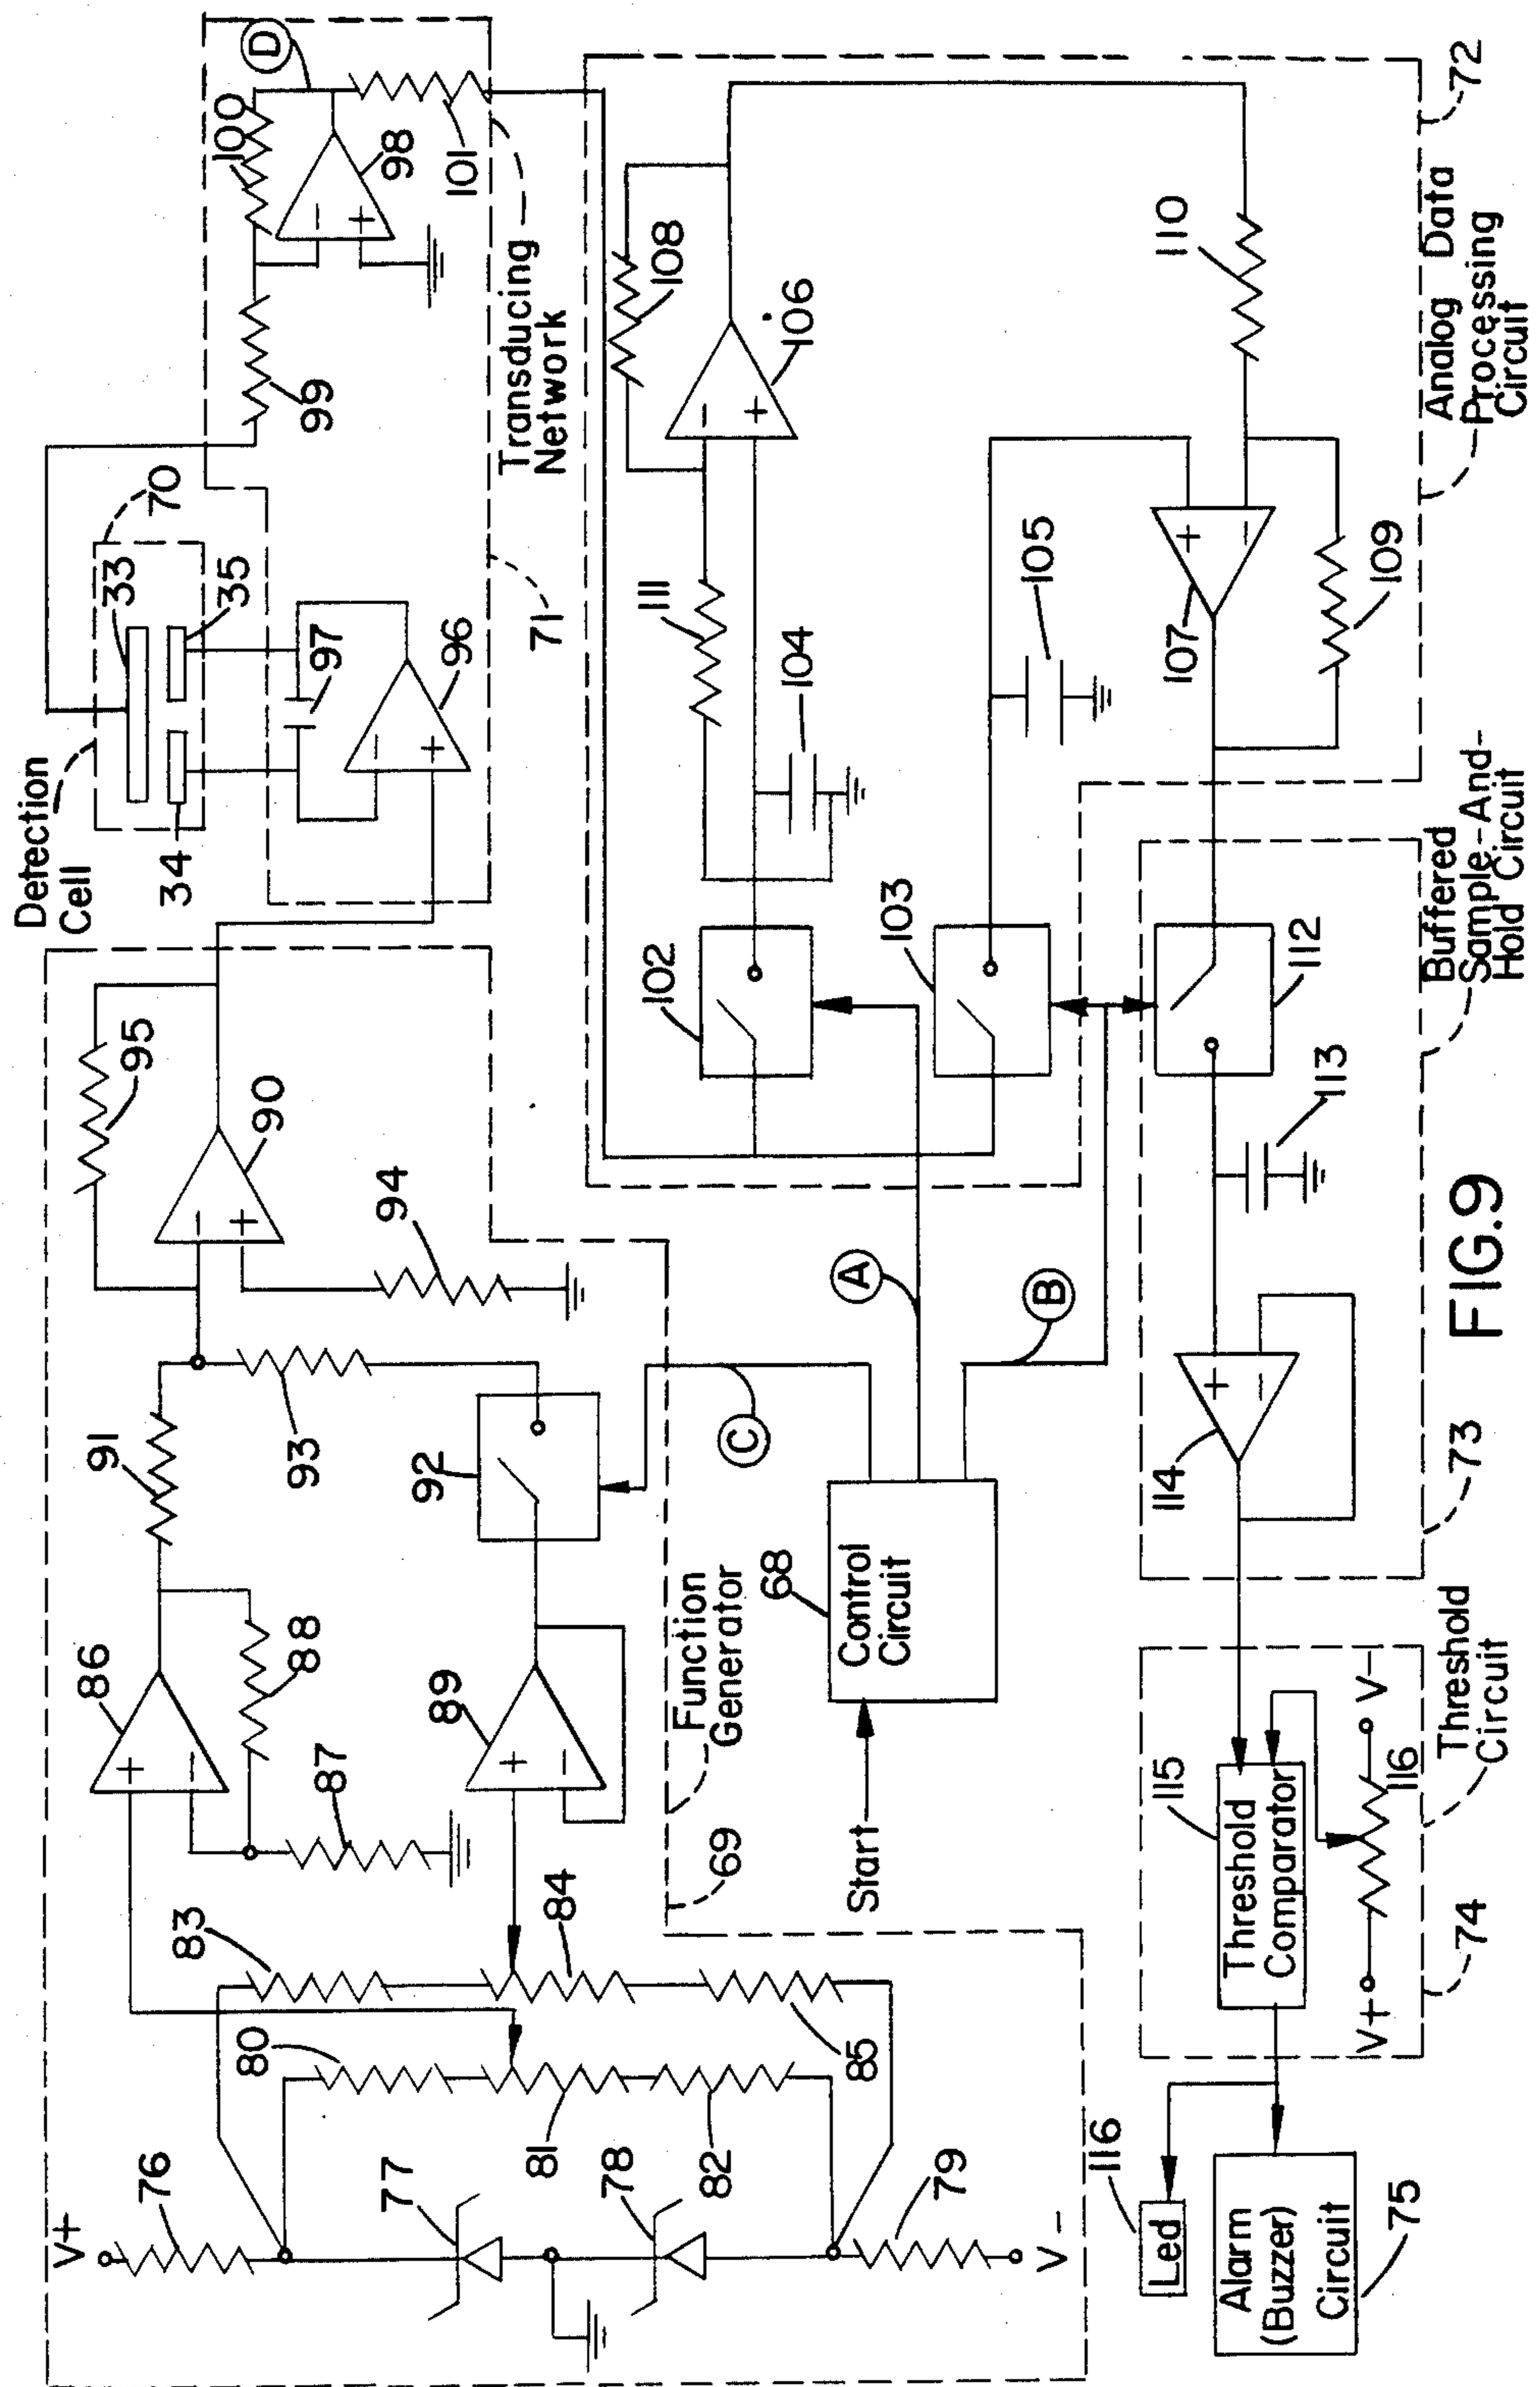 Detection
Cell
70
33
34
35
97
96
71
99
100
98
D
101
Transducing
Network
V+
76
77
78
79
V -
80
81
82
83
84
85
86
+
−
87
88
89
+
−
91
92
93
94
95
90
−
+
Function
Generator
69
−
+
−
+
Start
68
Control
Circuit
C
A
B
102
103
111
104
105
−
+
106
108
110
+
−
107
109
72
Analog Data
Processing
Circuit
112
113
+
−
114
73
Buffered
Sample-And-
Hold Circuit
115
Threshold
Comparator
V+
V-
116
74
Threshold
Circuit
116
Led
Alarm
(Buzzer)
Circuit
75
FIG.9